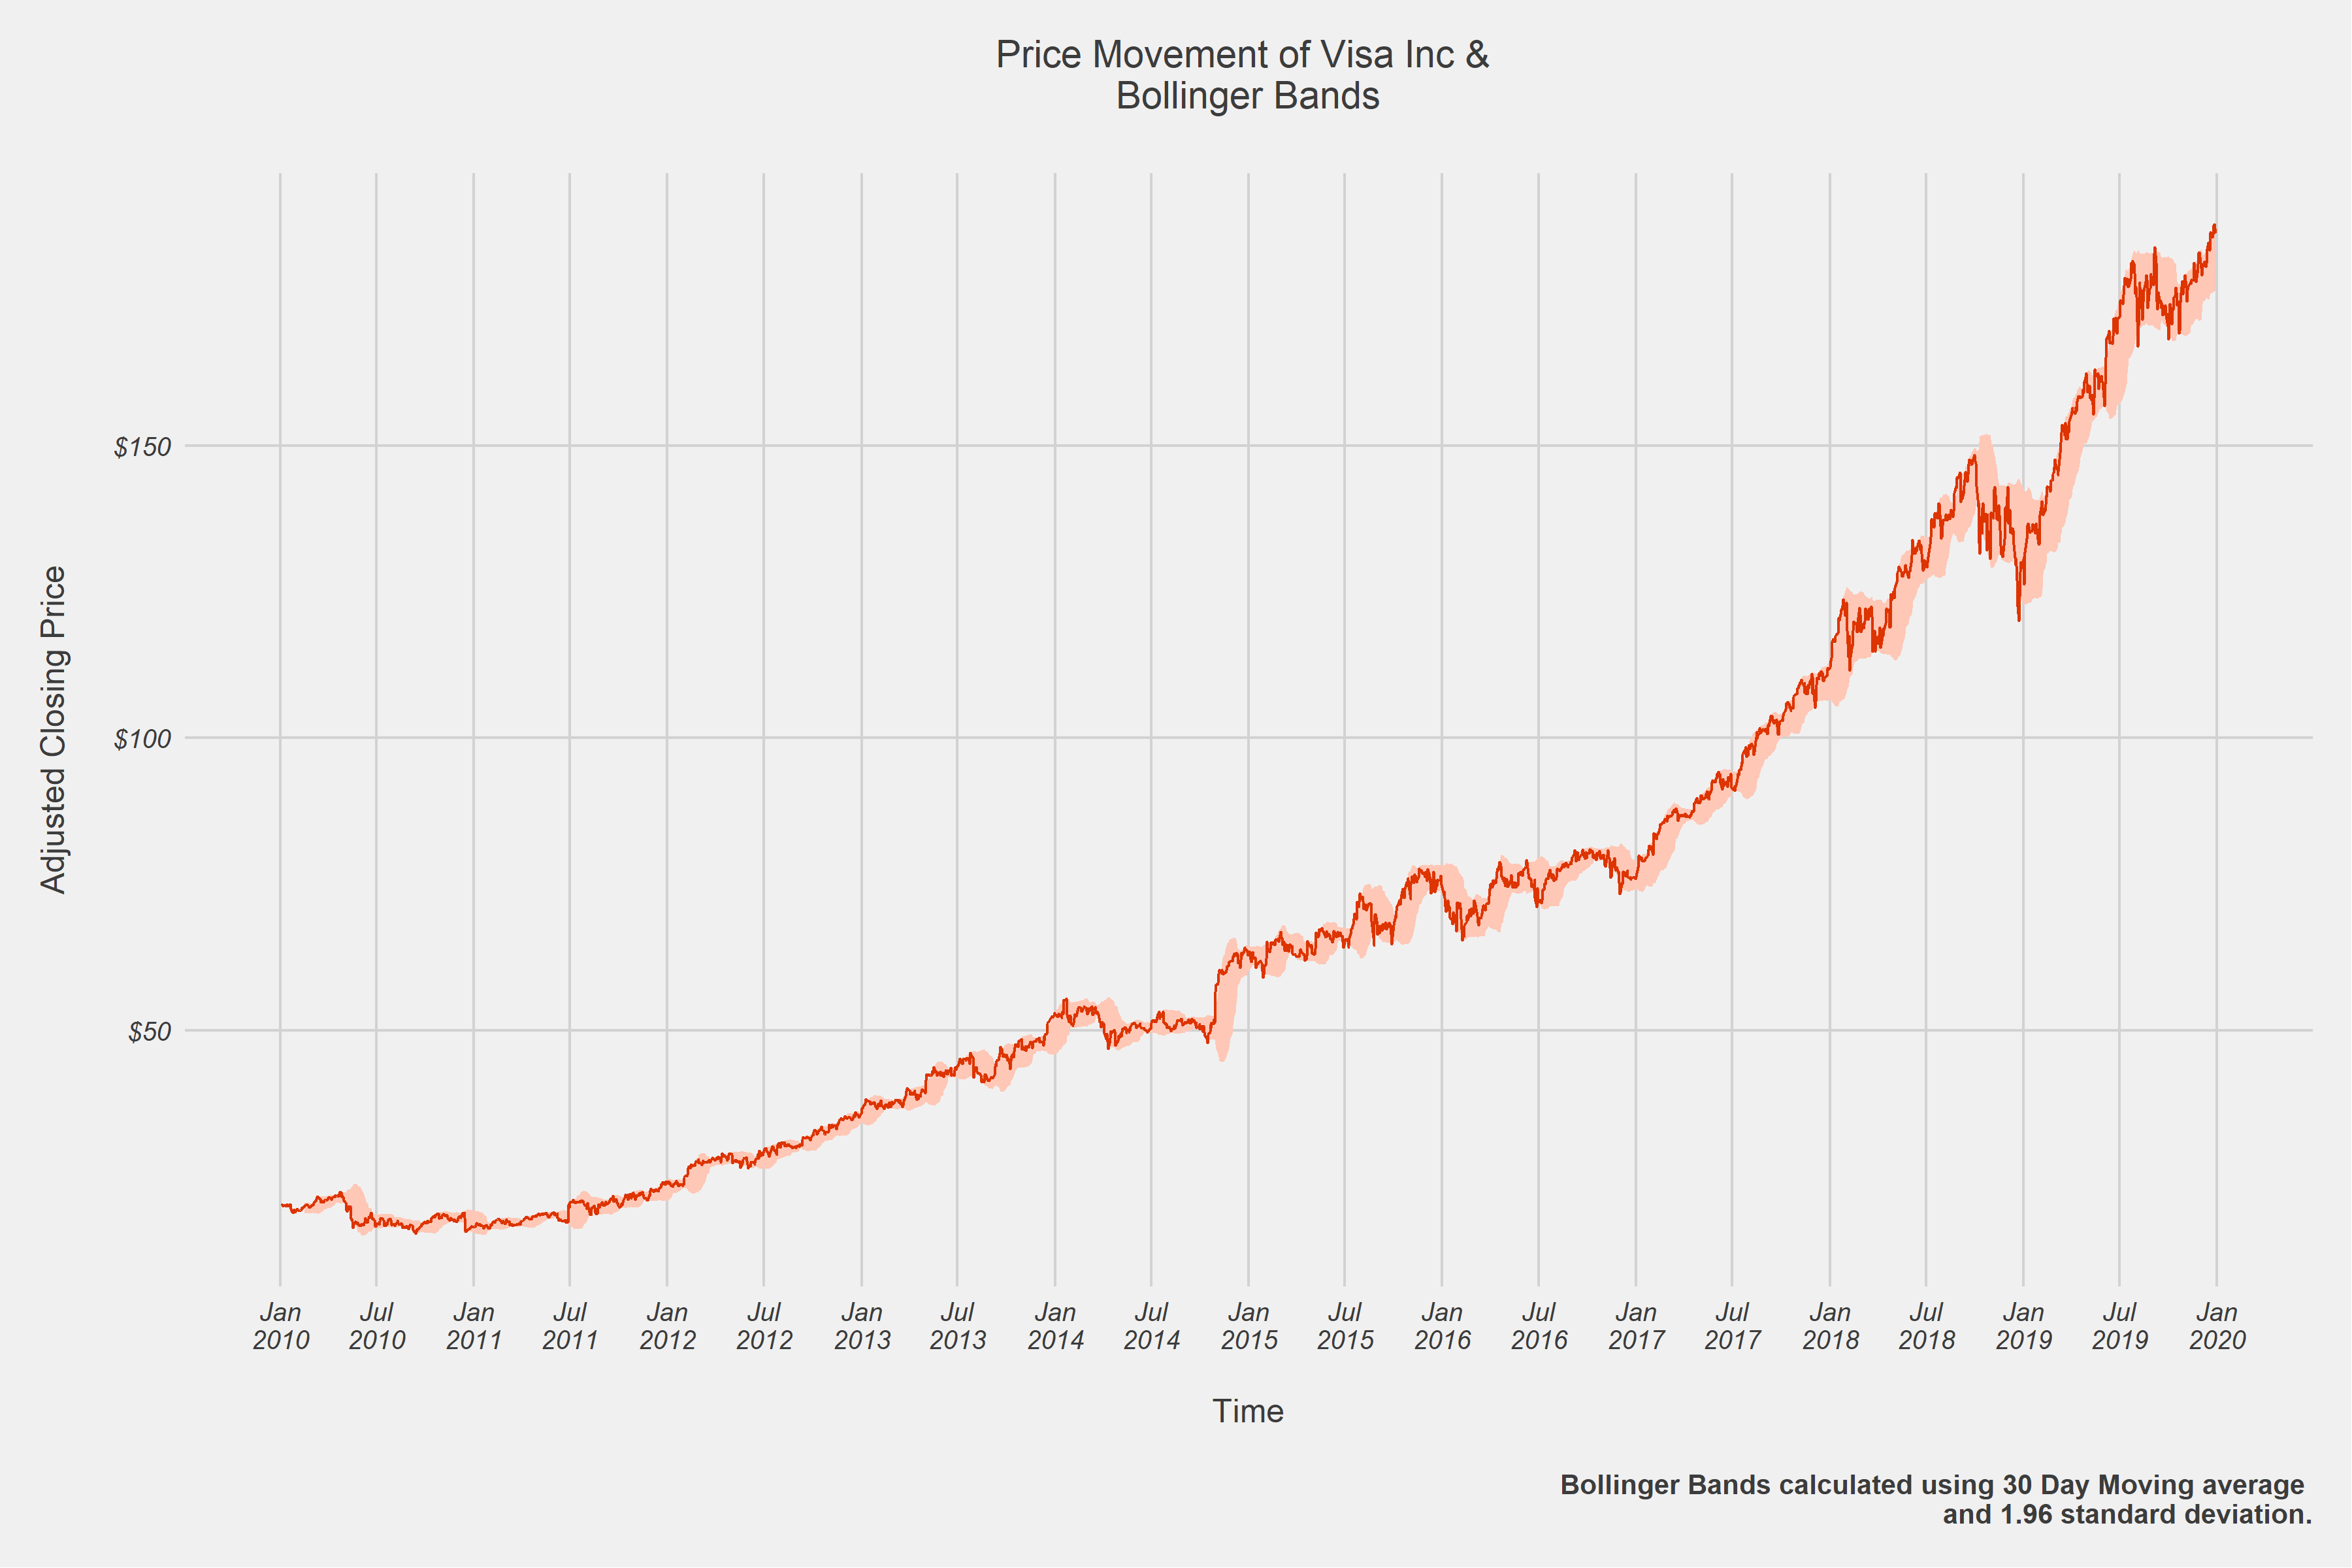 Price Movement of Visa Inc &
Bollinger Bands
Adjusted Closing Price
$150
$100
$50
Jan Jul Jan Jul Jan Jul Jan Jul Jan Jul Jan Jul Jan Jul Jan Jul Jan Jul Jan Jul Jan
2010 2010 2011 2011 2012 2012 2013 2013 2014 2014 2015 2015 2016 2016 2017 2017 2018 2018 2019 2019 2020
Time
Bollinger Bands calculated using 30 Day Moving average
and 1.96 standard deviation.